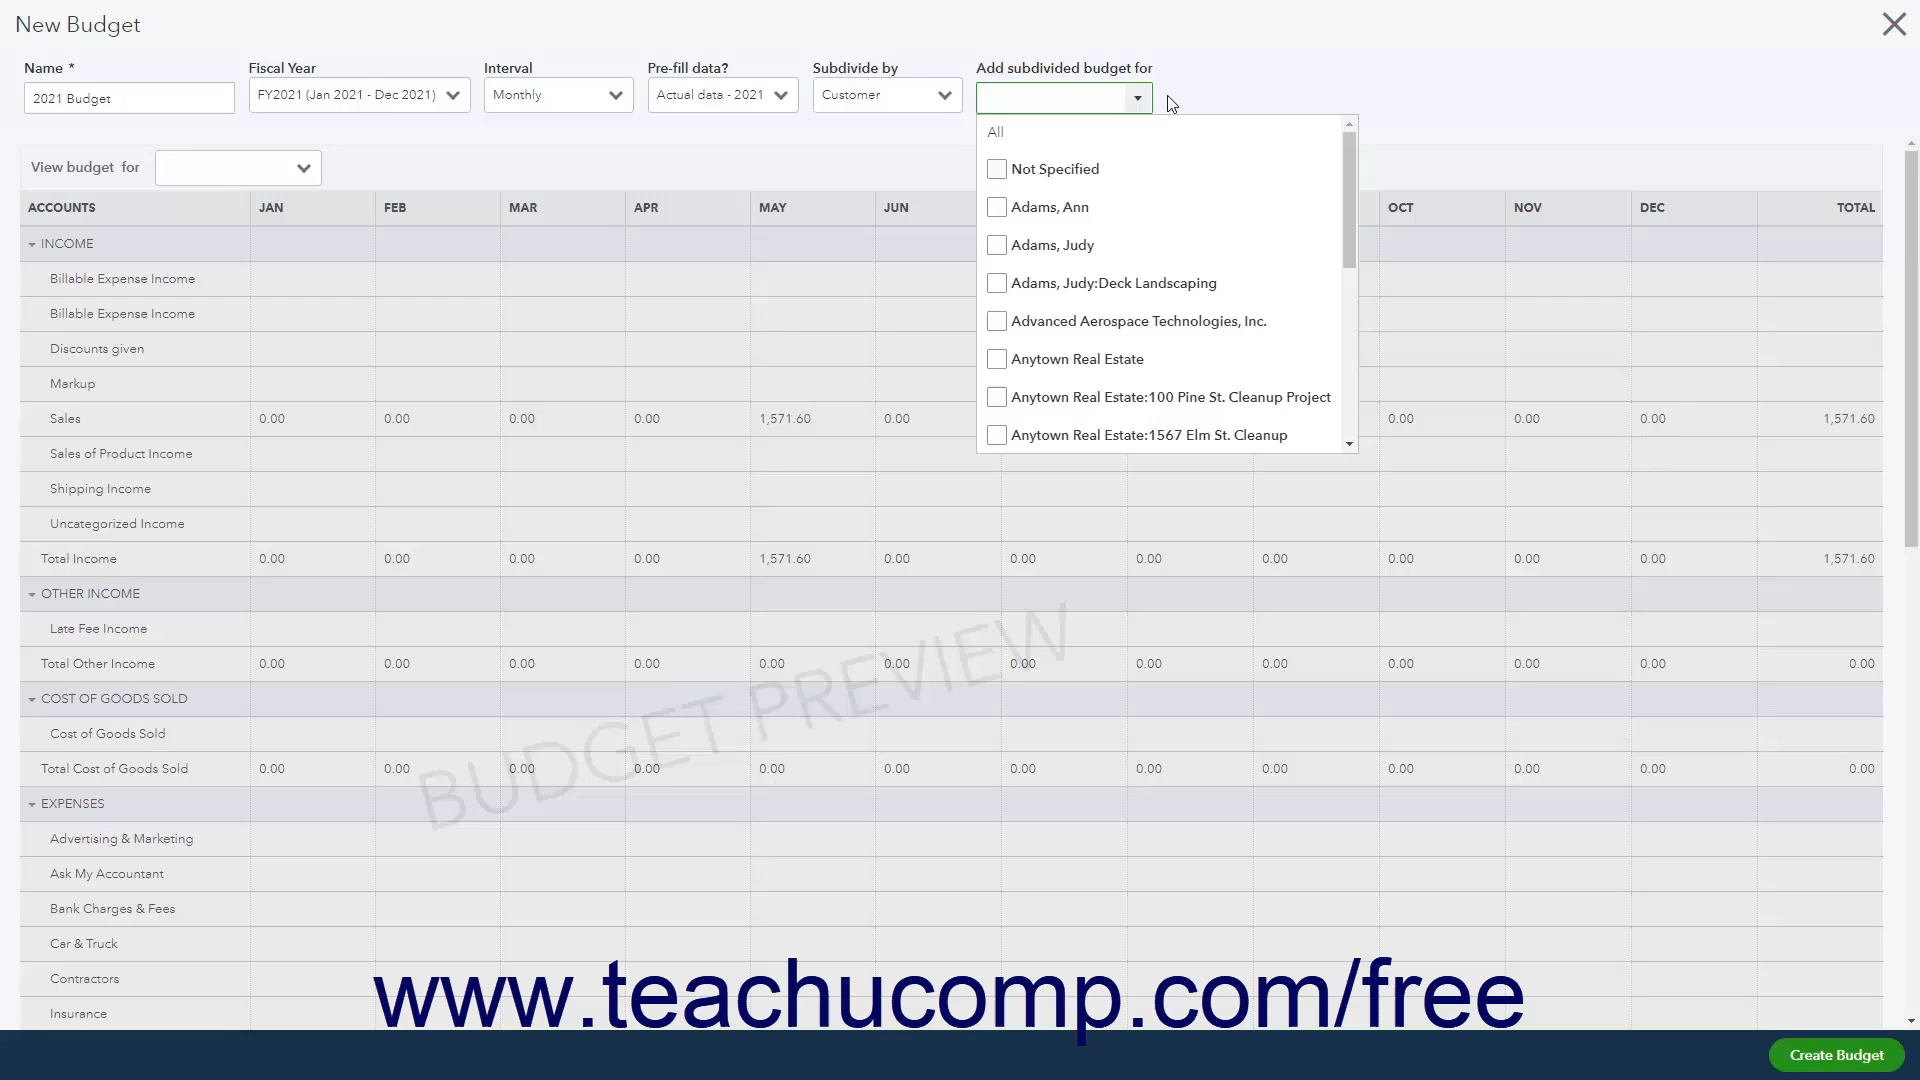 New Budget
Name *
Fiscal Year
Interval
Pre-fill data?
Subdivide by
Add subdivided budget for
2021 Budget
FY2021 (Jan 2021 - Dec 2021)
Monthly
Actual data - 2021
Customer
All
Not Specified
Adams, Ann
Adams, Judy
Adams, Judy:Deck Landscaping
Advanced Aerospace Technologies, Inc.
Anytown Real Estate
Anytown Real Estate:100 Pine St. Cleanup Project
Anytown Real Estate:1567 Elm St. Cleanup
View budget for
ACCOUNTS JAN FEB MAR APR MAY JUN OCT NOV DEC TOTAL
INCOME
Billable Expense Income
Billable Expense Income
Discounts given
Markup
Sales 0.00 0.00 0.00 0.00 1,571.60 0.00 0.00 0.00 0.00 1,571.60
Sales of Product Income
Shipping Income
Uncategorized Income
Total Income 0.00 0.00 0.00 0.00 1,571.60 0.00 0.00 0.00 0.00 0.00 0.00 0.00 1,571.60
OTHER INCOME
Late Fee Income
Total Other Income 0.00 0.00 0.00 0.00 0.00 0.00 0.00 0.00 0.00 0.00 0.00 0.00 0.00
COST OF GOODS SOLD
Cost of Goods Sold
Total Cost of Goods Sold 0.00 0.00 0.00 0.00 0.00 0.00 0.00 0.00 0.00 0.00 0.00 0.00 0.00
EXPENSES
Advertising & Marketing
Ask My Accountant
Bank Charges & Fees
Car & Truck
Contractors
Insurance
BUDGET PREVIEW
www.teachucomp.com/free
Create Budget